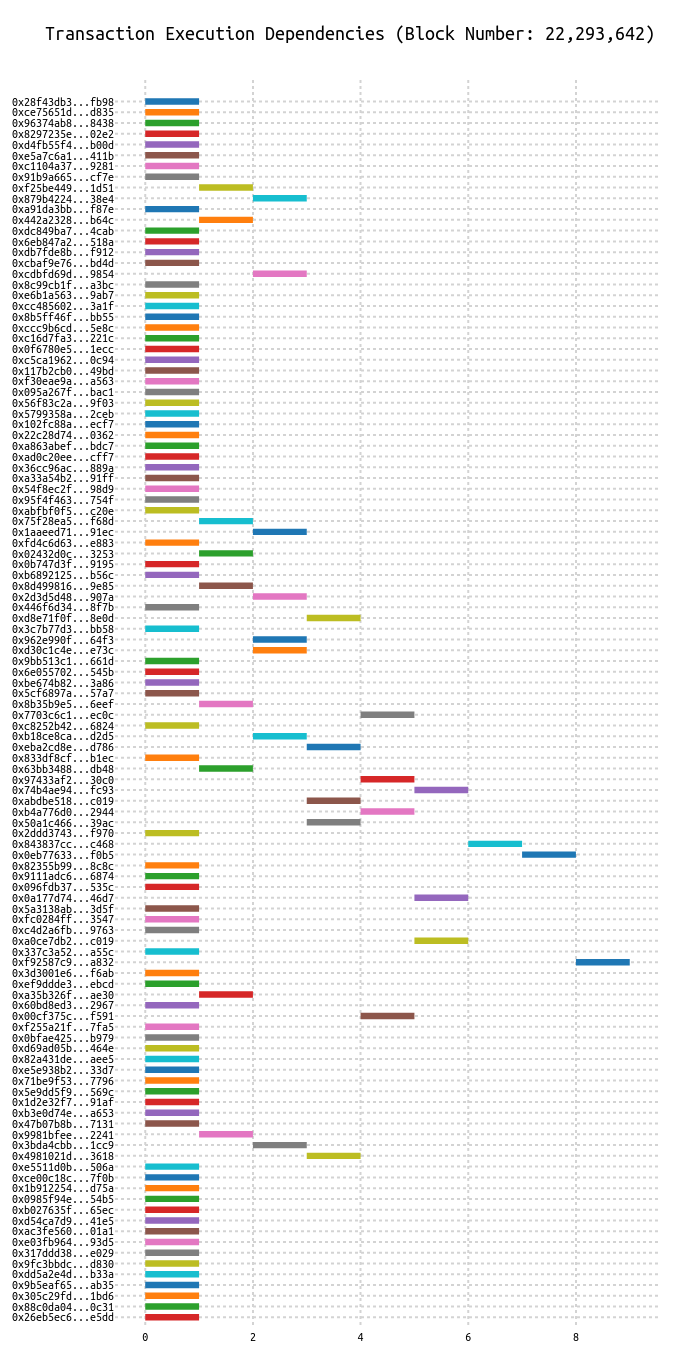 Transaction Execution Dependencies (Block Number: 22,293,642)
0x28f43db3...fb98
0xce75651d...d835
0x96374ab8...8438
0x8297235e...02e2
0xd4fb55f4...b00d
0xe5a7c6a1...411b
0xc1104a37...9281
0x91b9a665...cf7e
0xf25be449...1d51
0x879b4224...38e4
0xa91da3bb...f87e
0x442a2328...b64c
0xdc849ba7...4cab
0x6eb847a2...518a
0xdb7fde8b...f912
0xcbaf9e76...bd4d
0xcdbfd69d...9854
0x8c99cb1f...a3bc
0xe6b1a563...9ab7
0xcc485602...3a1f
0x8b5ff46f...bb55
0xccc9b6cd...5e8c
0xc16d7fa3...221c
0x0f6780e5...1ecc
0xc5ca1962...0c94
0x117b2cb0...49bd
0xf30eae9a...a563
0x095a267f...bac1
0x56f83c2a...9f03
0x5799358a...2ceb
0x102fc88a...ecf7
0x22c28d74...0362
0xa863abef...bdc7
0xad0c20ee...cff7
0x36cc96ac...889a
0xa33a54b2...91ff
0x54f8ec2f...98d9
0x95f4f463...754f
0xabfbf0f5...c20e
0x75f28ea5...f68d
0x1aaeed71...91ec
0xfd4c6d63...e883
0x02432d0c...3253
0x0b747d3f...9195
0xb6892125...b56c
0x8d499816...9e85
0x2d3d5d48...907a
0x446f6d34...8f7b
0xd8e71f0f...8e0d
0x3c7b77d3...bb58
0x962e990f...64f3
0xd30c1c4e...e73c
0x9bb513c1...661d
0x6e055702...545b
0xbe674b82...3a86
0x5cf6897a...57a7
0x8b35b9e5...6eef
0x7703c6c1...ec0c
0xc8252b42...6824
0xb18ce8ca...d2d5
0xeba2cd8e...d786
0x833df8cf...b1ec
0x63bb3488...db48
0x97433af2...30c0
0x74b4ae94...fc93
0xabdbe518...c019
0xb4a776d0...2944
0x50a1c466...39ac
0x2ddd3743...f970
0x843837cc...c468
0x0eb77633...f0b5
0x82355b99...8c8c
0x9111adc6...6874
0x096fdb37...535c
0x0a177d74...46d7
0x5a3138ab...3d5f
0xfc0284ff...3547
0xc4d2a6fb...9763
0xa0ce7db2...c019
0x337c3a52...a55c
0xf92587c9...a832
0x3d3001e6...f6ab
0xef9ddde3...ebcd
0xa35b326f...ae30
0x60bd8ed3...2967
0x00cf375c...f591
0xf255a21f...7fa5
0x0bfae425...b979
0xd69ad05b...464e
0x82a431de...aee5
0xe5e938b2...33d7
0x71be9f53...7796
0x5e9dd5f9...569c
0x1d2e32f7...91af
0xb3e0d74e...a653
0x47b07b8b...7131
0x9981bfee...2241
0x3bda4cbb...1cc9
0x4981021d...3618
0xe5511d0b...506a
0xce00c18c...7f0b
0x1b912254...d75a
0x0985f94e...54b5
0xb027635f...65ec
0xd54ca7d9...41e5
0xac3fe560...01a1
0xe03fb964...93d5
0x317ddd38...e029
0x9fc3bbdc...d830
0xdd5a2e4d...b33a
0x9b5eaf65...ab35
0x305c29fd...1bd6
0x88c0da04...0c31
0x26eb5ec6...e5dd
0 2 4 6 8